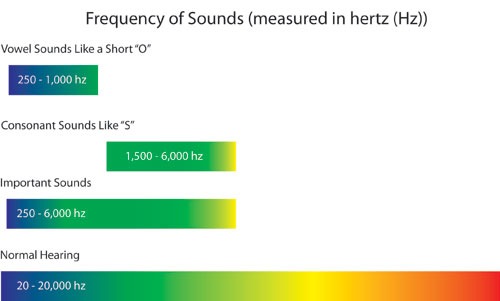 Frequency of Sounds (measured in hertz (Hz))
Vowel Sounds Like a Short “O”
250 - 1,000 hz
Consonant Sounds Like “S”
1,500 - 6,000 hz
Important Sounds
250 - 6,000 hz
Normal Hearing
20 - 20,000 hz